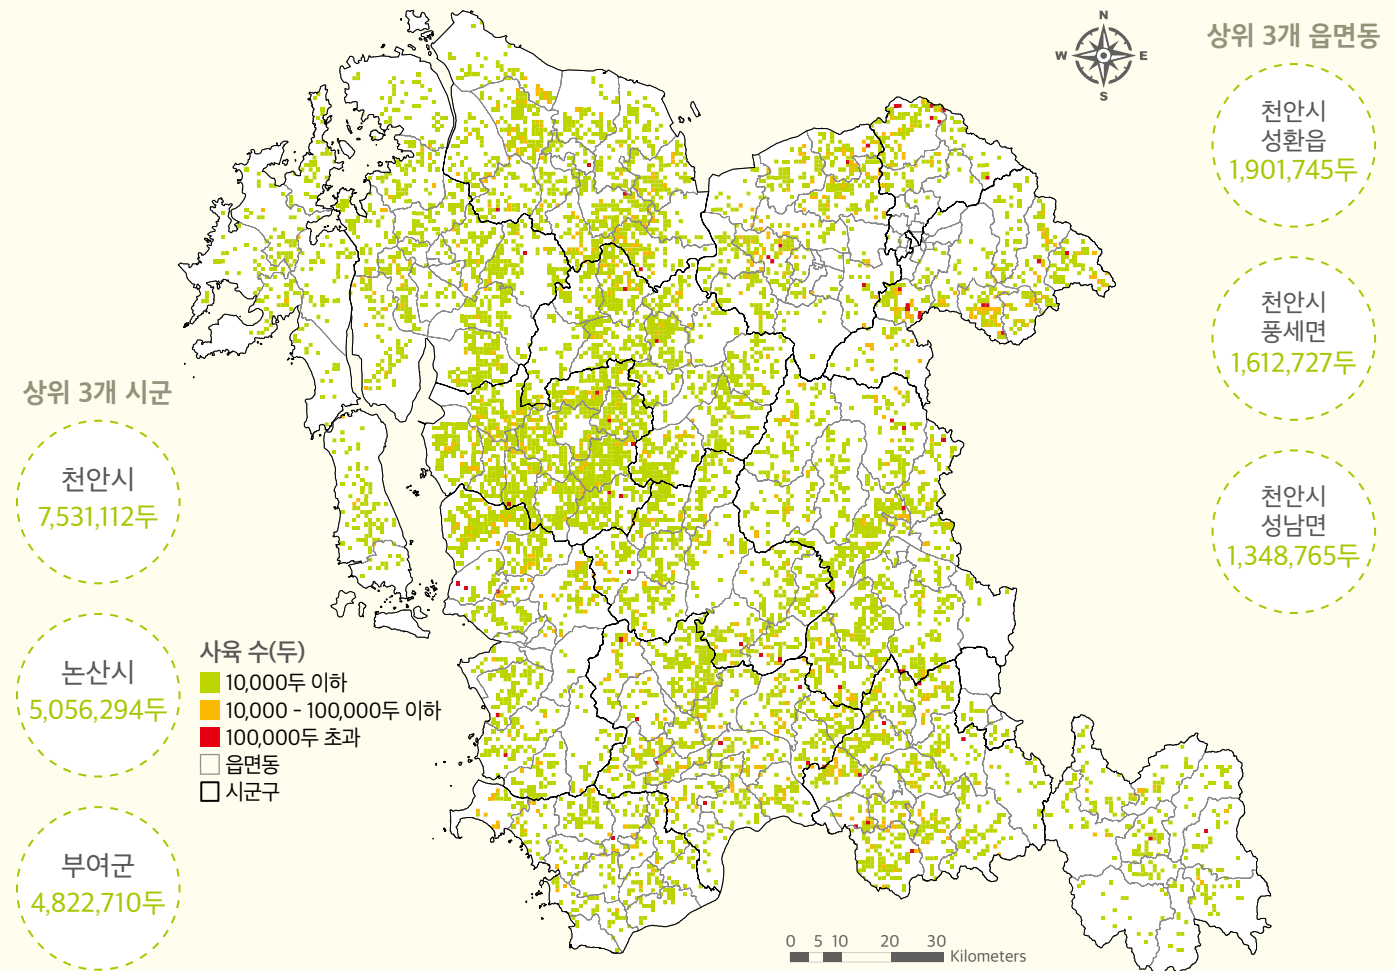 N
W
E
S
상위 3개 읍면동
천안시
성환읍
1,901,745두
천안시
풍세면
1,612,727두
천안시
성남면
1,348,765두
상위 3개 시군
천안시
7,531,112두
논산시
5,056,294두
부여군
4,822,710두
사육 수(두)
10,000두 이하
10,000 - 100,000두 이하
100,000두 초과
읍면동
시군구
0 5 10 20 30
Kilometers